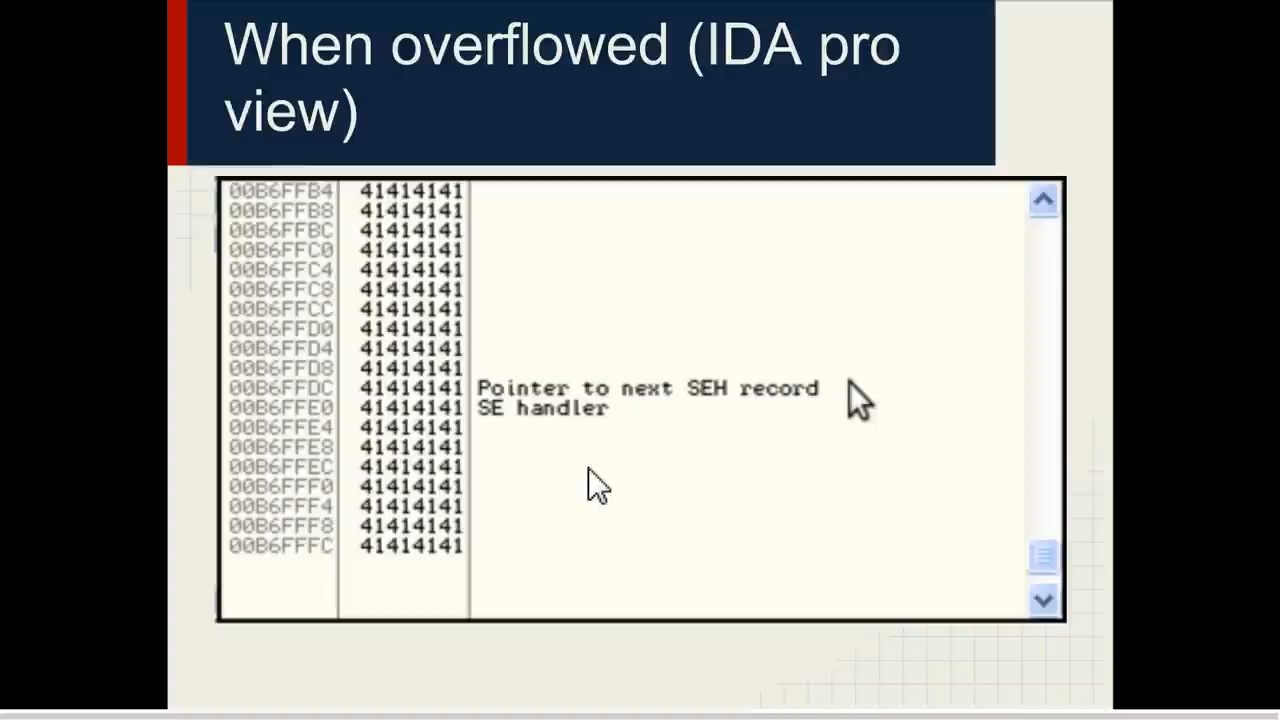 When overflowed (IDA pro
view)
00B6FFB4 41414141
00B6FFB8 41414141
00B6FFBC 41414141
00B6FFC0 41414141
00B6FFC4 41414141
00B6FFC8 41414141
00B6FFCC 41414141
00B6FFD0 41414141
00B6FFD4 41414141
00B6FFD8 41414141
00B6FFDC 41414141 Pointer to next SEH record
00B6FFE0 41414141 SE handler
00B6FFE4 41414141
00B6FFE8 41414141
00B6FFEC 41414141
00B6FFF0 41414141
00B6FFF4 41414141
00B6FFF8 41414141
00B6FFFC 41414141